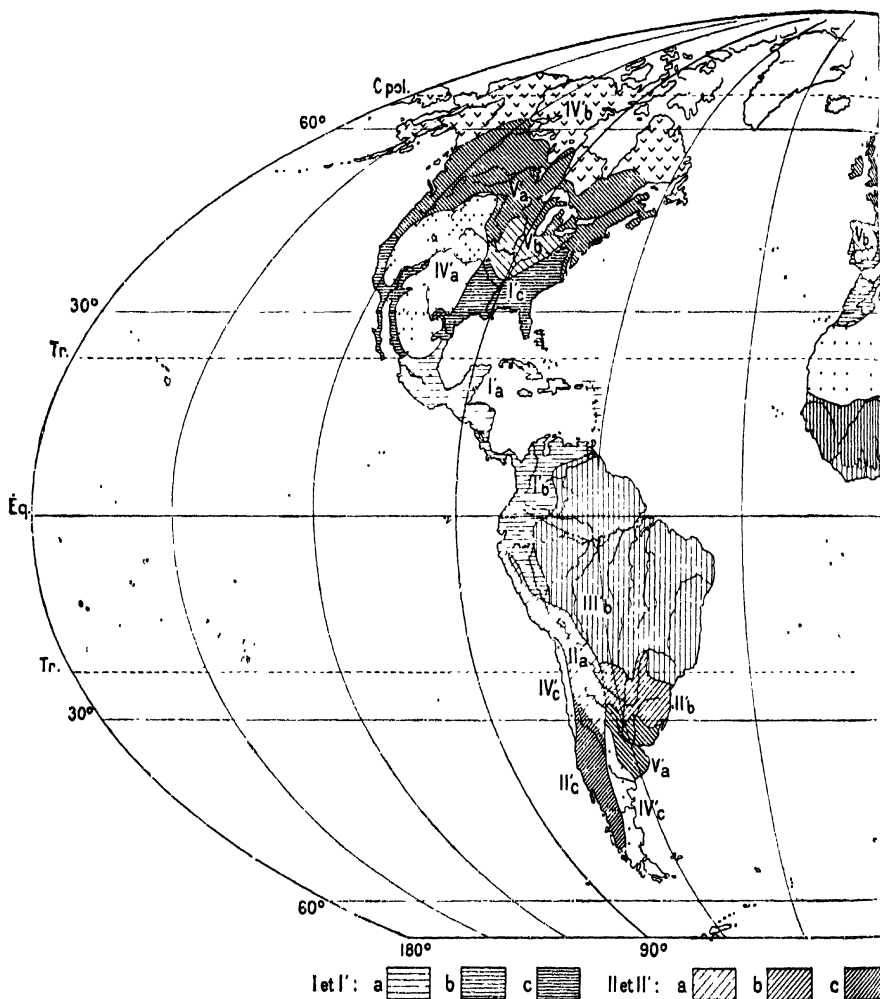 C pol.
60°
IV'b
V'a
V'b
V'b
IV'a
I'c
30°
Tr.
I'a
I'b
Éq.
III'b
II'a
Tr.
IV'c
II'b
30°
V'a
II'c
IV'c
60°
180° 90°
I et I' : a b c II et II' : a b c